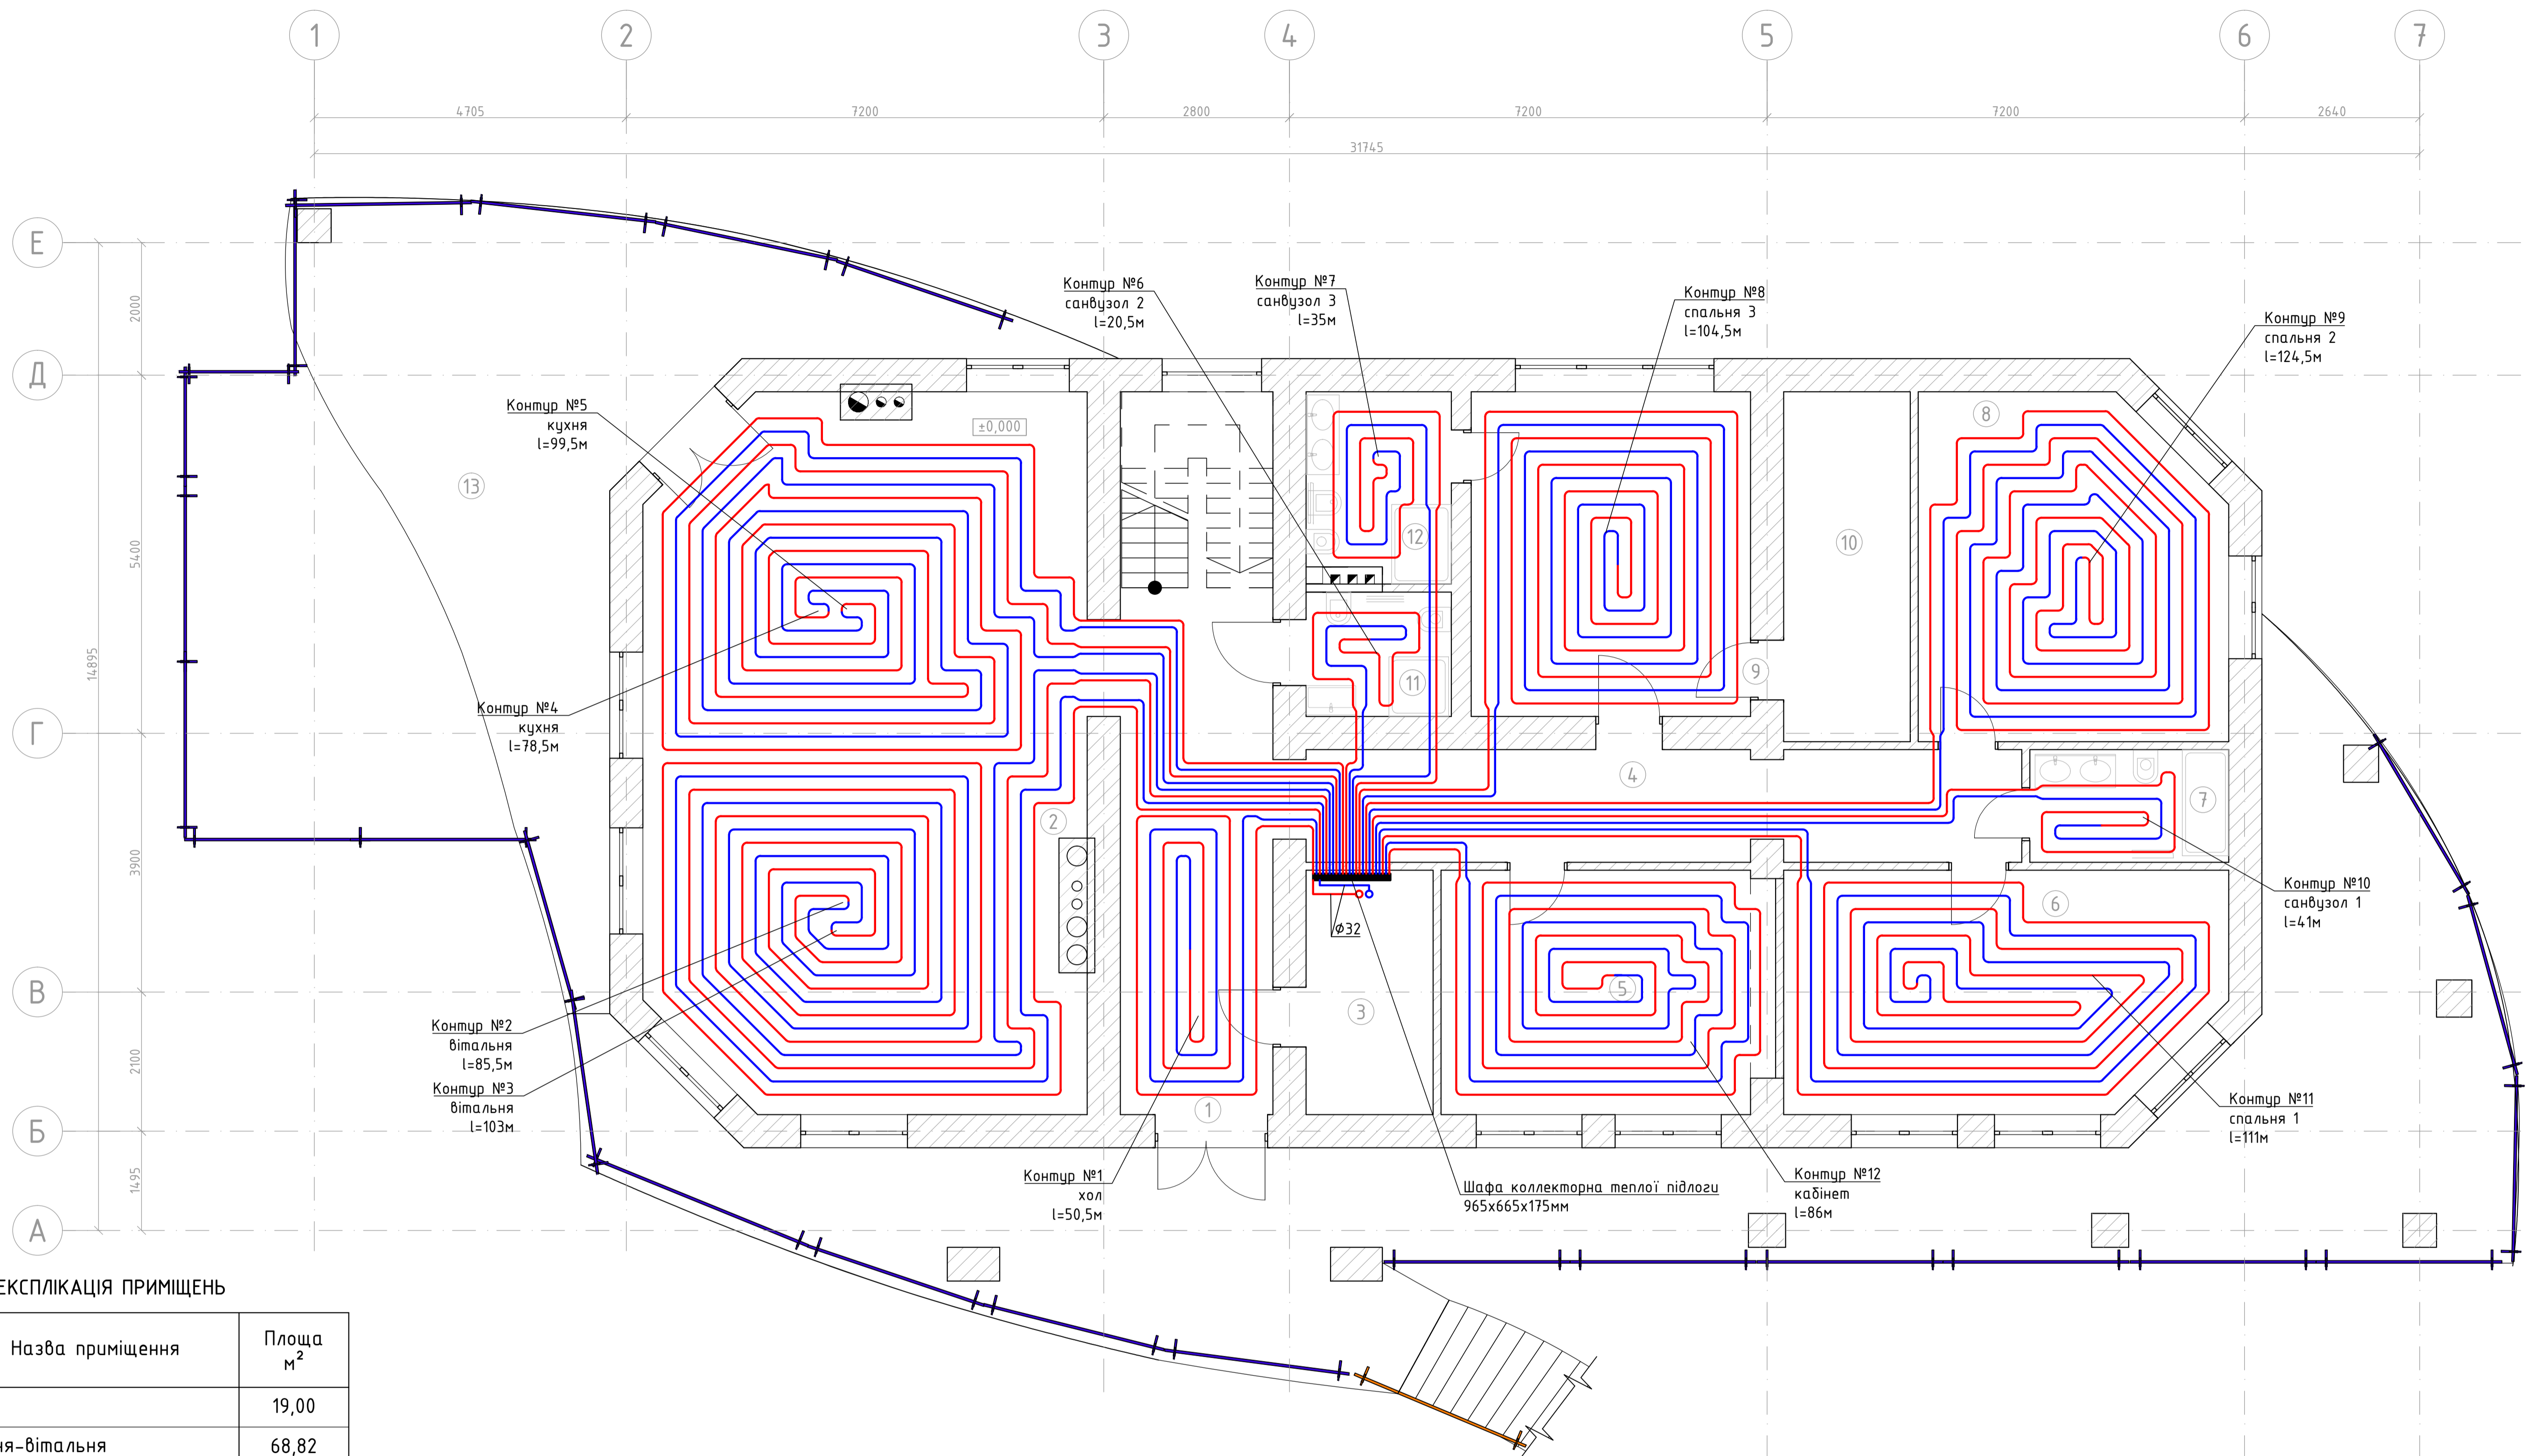 1
2
3
4
5
6
7
4705
7200
2800
7200
7200
2640
31745
Е
Д
Г
В
Б
А
2000
5400
3900
2100
1495
14895
Контур №6
санвузол 2
l=20,5м
Контур №7
санвузол 3
l=35м
Контур №8
спальня 3
l=104,5м
Контур №9
спальня 2
l=124,5м
Контур №5
кухня
l=99,5м
±0,000
13
8
12
10
11
9
Контур №4
кухня
l=78,5м
4
7
2
Контур №10
санвузол 1
l=41м
6
Ø32
5
3
Контур №2
вітальня
l=85,5м
Контур №3
вітальня
l=103м
1
Контур №11
спальня 1
l=111м
Контур №1
хол
l=50,5м
Шафа коллекторна теплої підлоги
965х665х175мм
Контур №12
кабінет
l=86м
ЕКСПЛІКАЦІЯ ПРИМІЩЕНЬ
Назва приміщення
Площа
м²
19,00
ня-вітальня
68,82